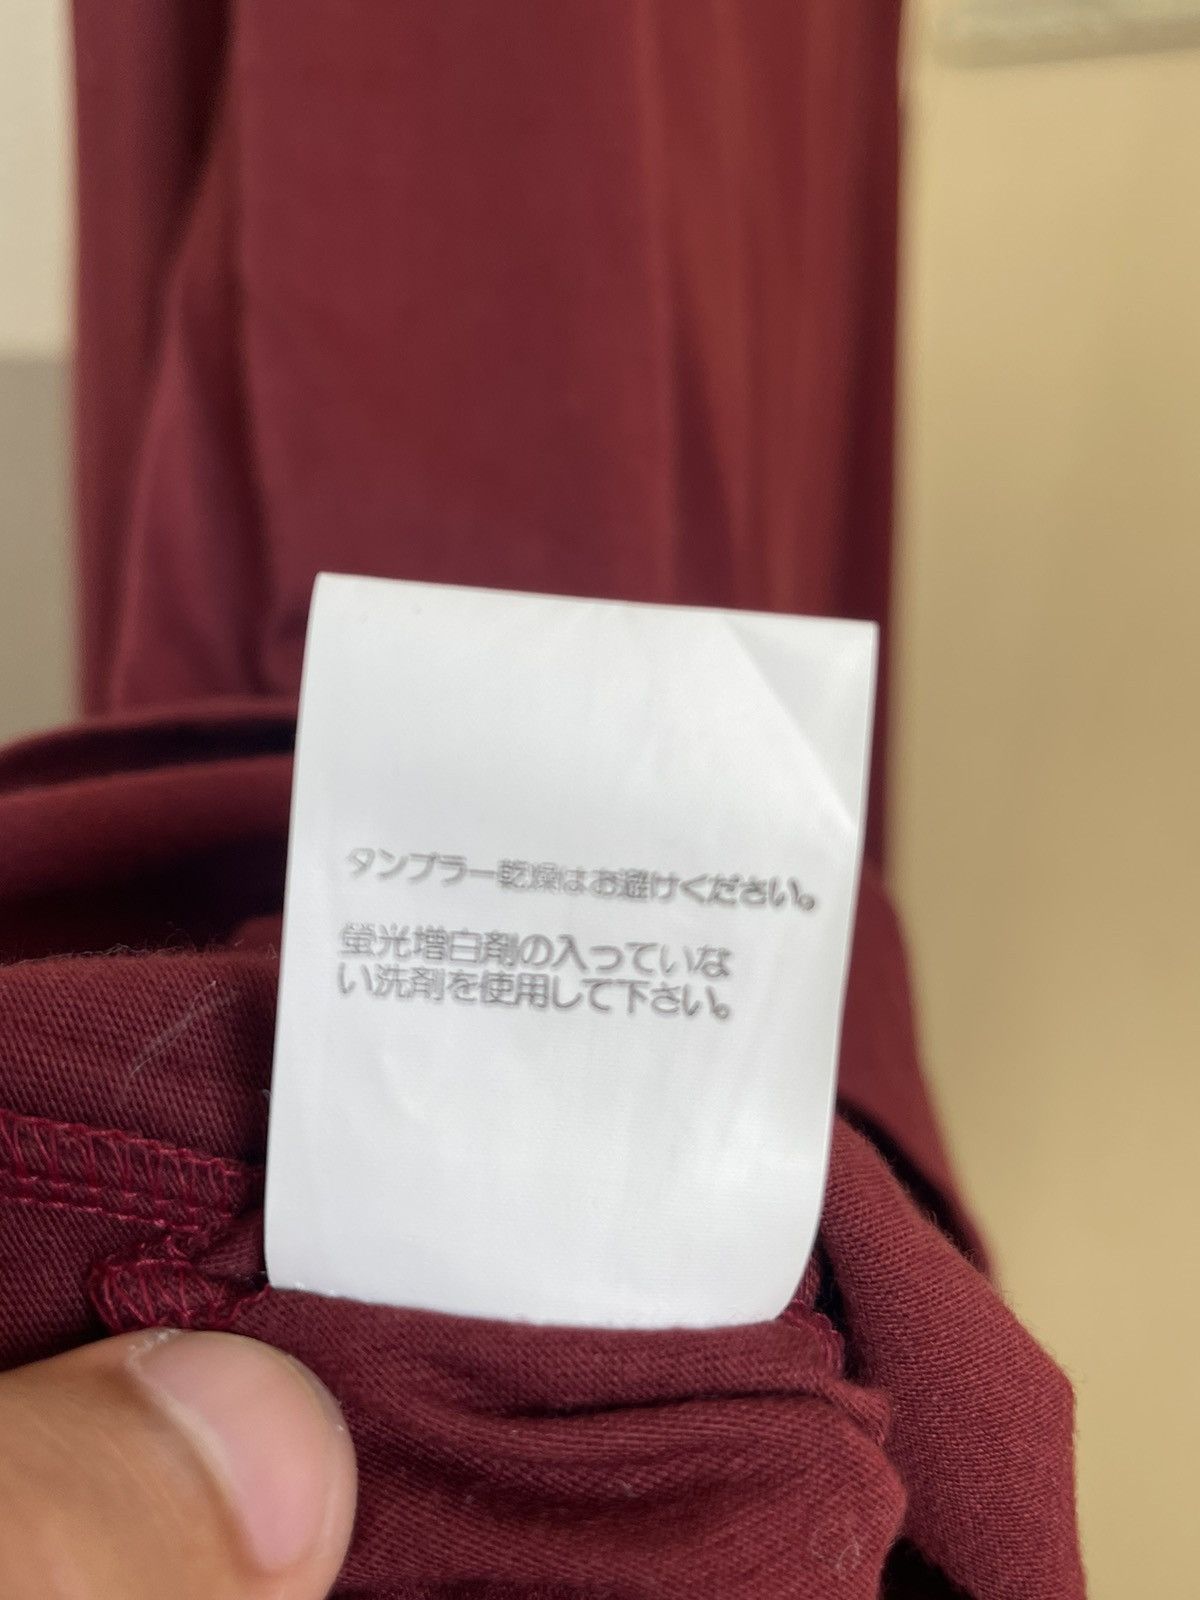 タンブラー乾燥はお避けください。
蛍光増白剤の入っていな
い洗剤を使用して下さい。